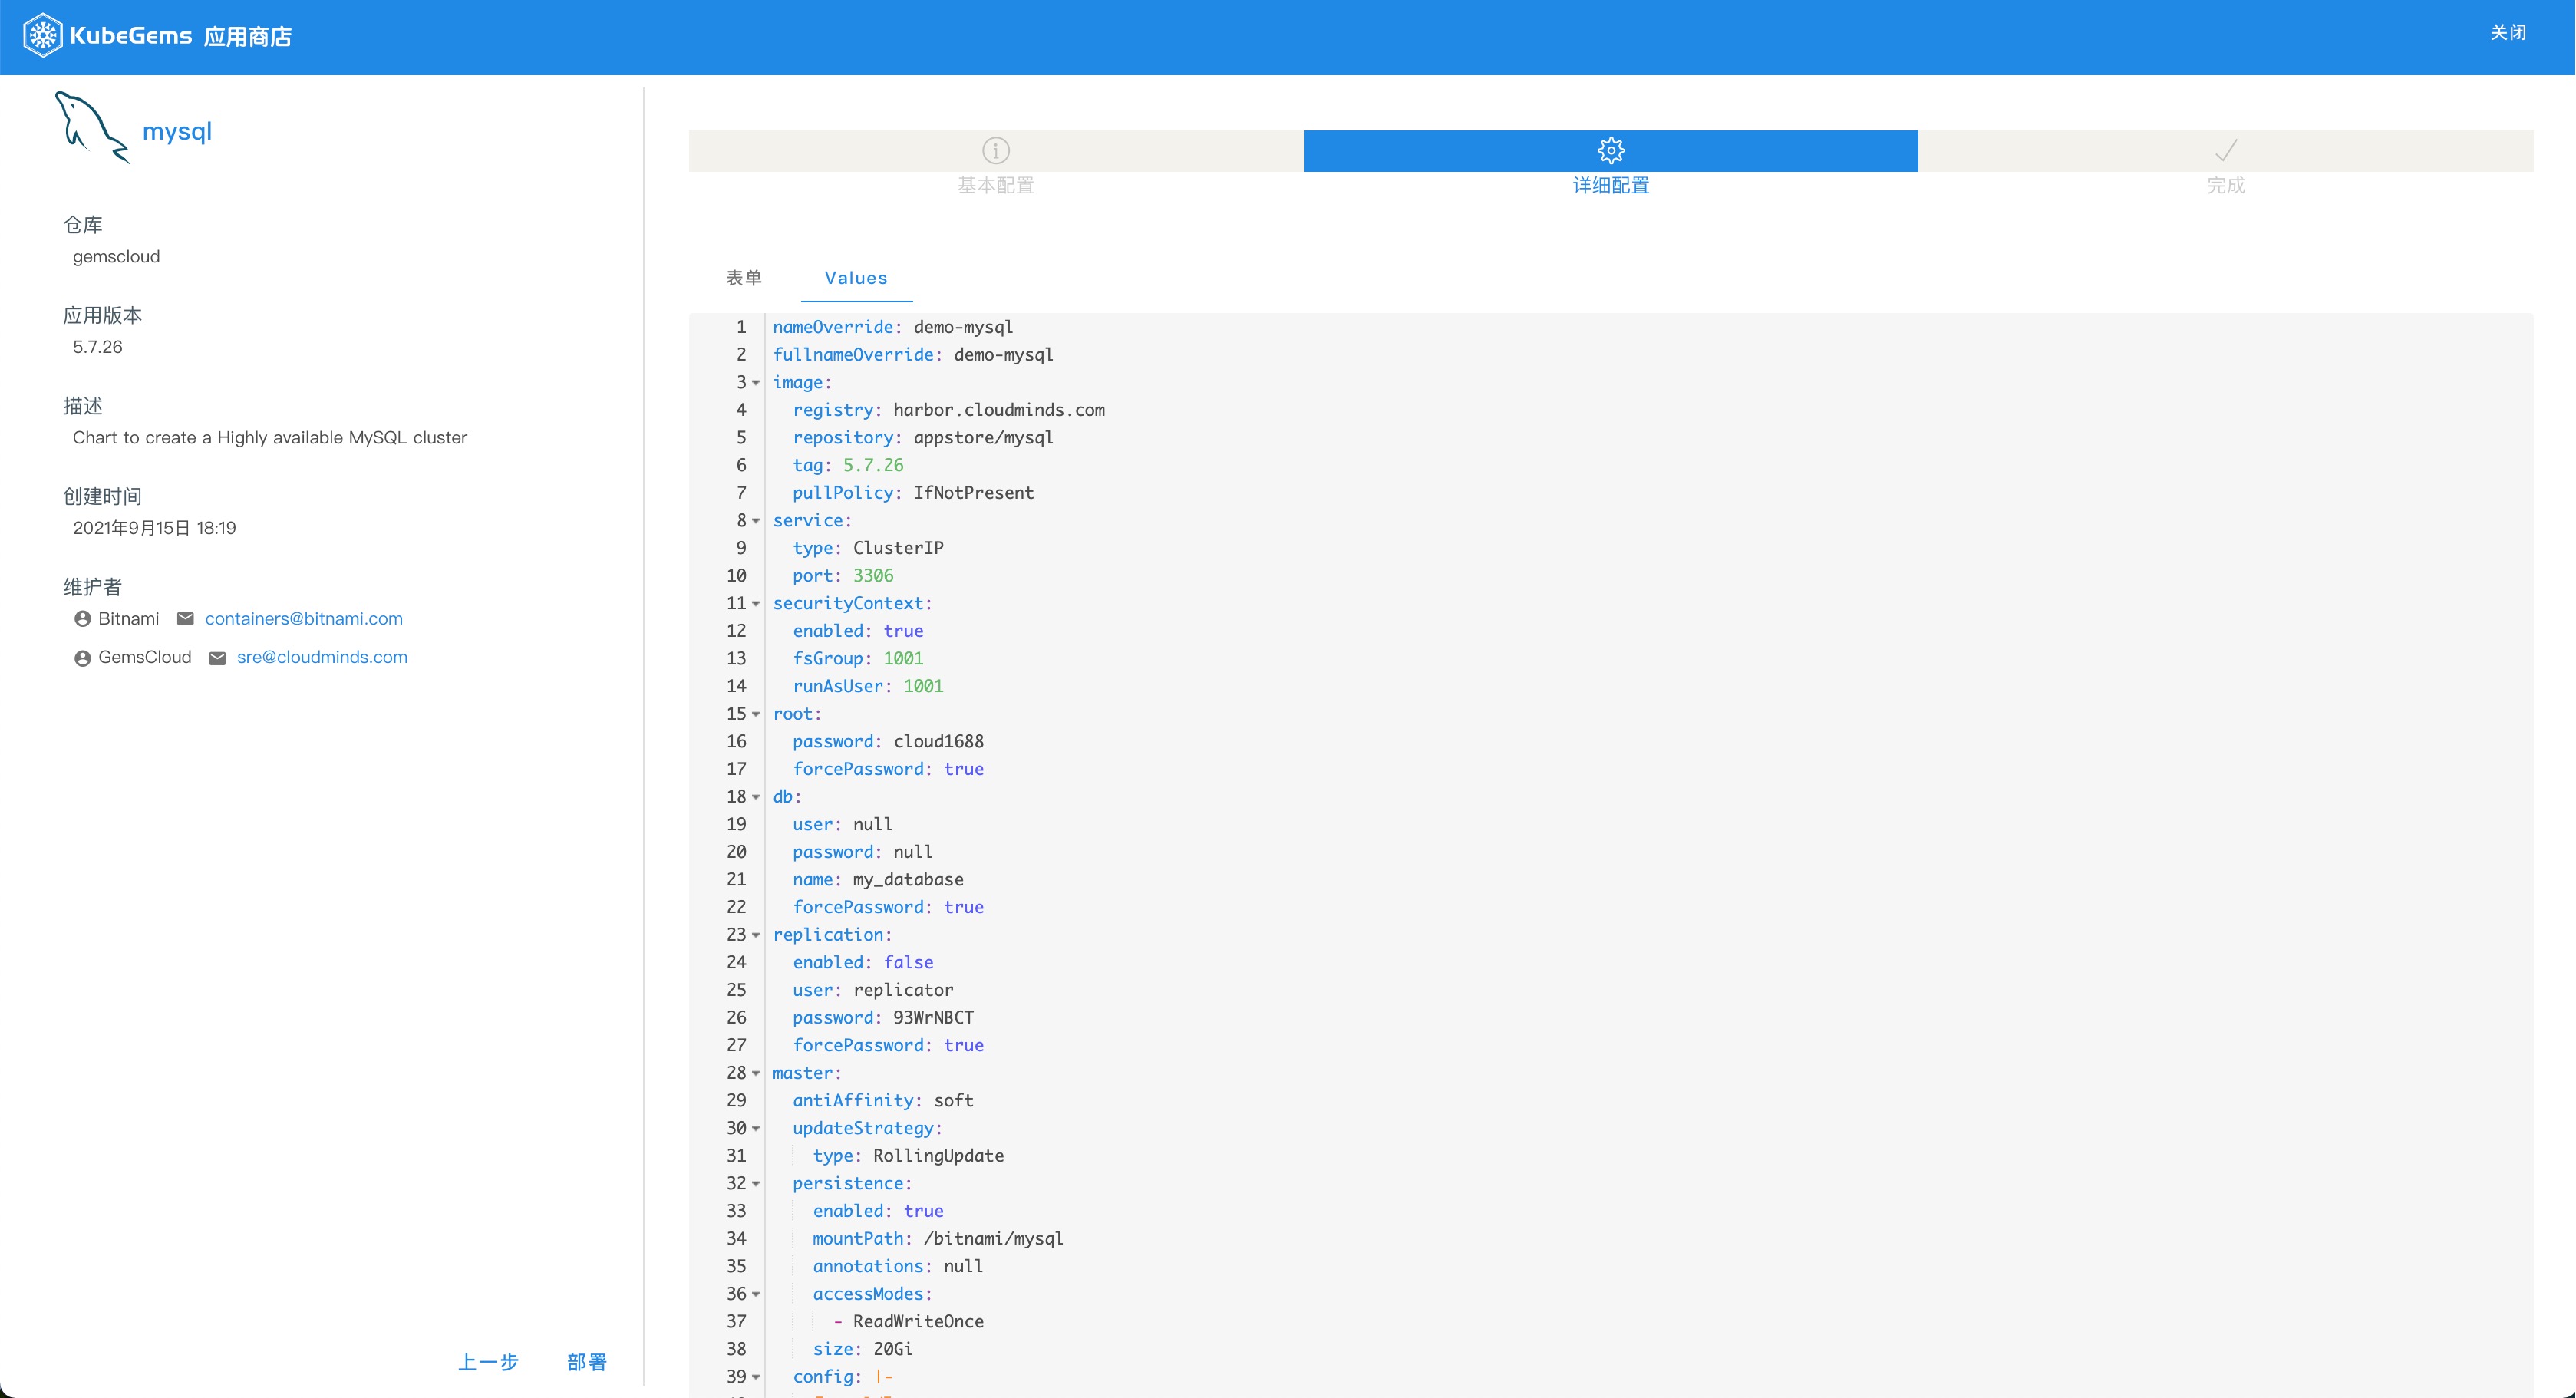 KubeGems 应用商店
关闭
mysql
仓库
gemscloud
应用版本
5.7.26
描述
Chart to create a Highly available MySQL cluster
创建时间
2021年9月15日 18:19
维护者
Bitnami containers@bitnami.com
GemsCloud sre@cloudminds.com
上一步 部署
基本配置
详细配置
完成
表单 Values
1 nameOverride: demo-mysql
2 fullnameOverride: demo-mysql
3 image:
4 registry: harbor.cloudminds.com
5 repository: appstore/mysql
6 tag: 5.7.26
7 pullPolicy: IfNotPresent
8 service:
9 type: ClusterIP
10 port: 3306
11 securityContext:
12 enabled: true
13 fsGroup: 1001
14 runAsUser: 1001
15 root:
16 password: cloud1688
17 forcePassword: true
18 db:
19 user: null
20 password: null
21 name: my_database
22 forcePassword: true
23 replication:
24 enabled: false
25 user: replicator
26 password: 93WrNBCT
27 forcePassword: true
28 master:
29 antiAffinity: soft
30 updateStrategy:
31 type: RollingUpdate
32 persistence:
33 enabled: true
34 mountPath: /bitnami/mysql
35 annotations: null
36 accessModes:
37 - ReadWriteOnce
38 size: 20Gi
39 config: |-